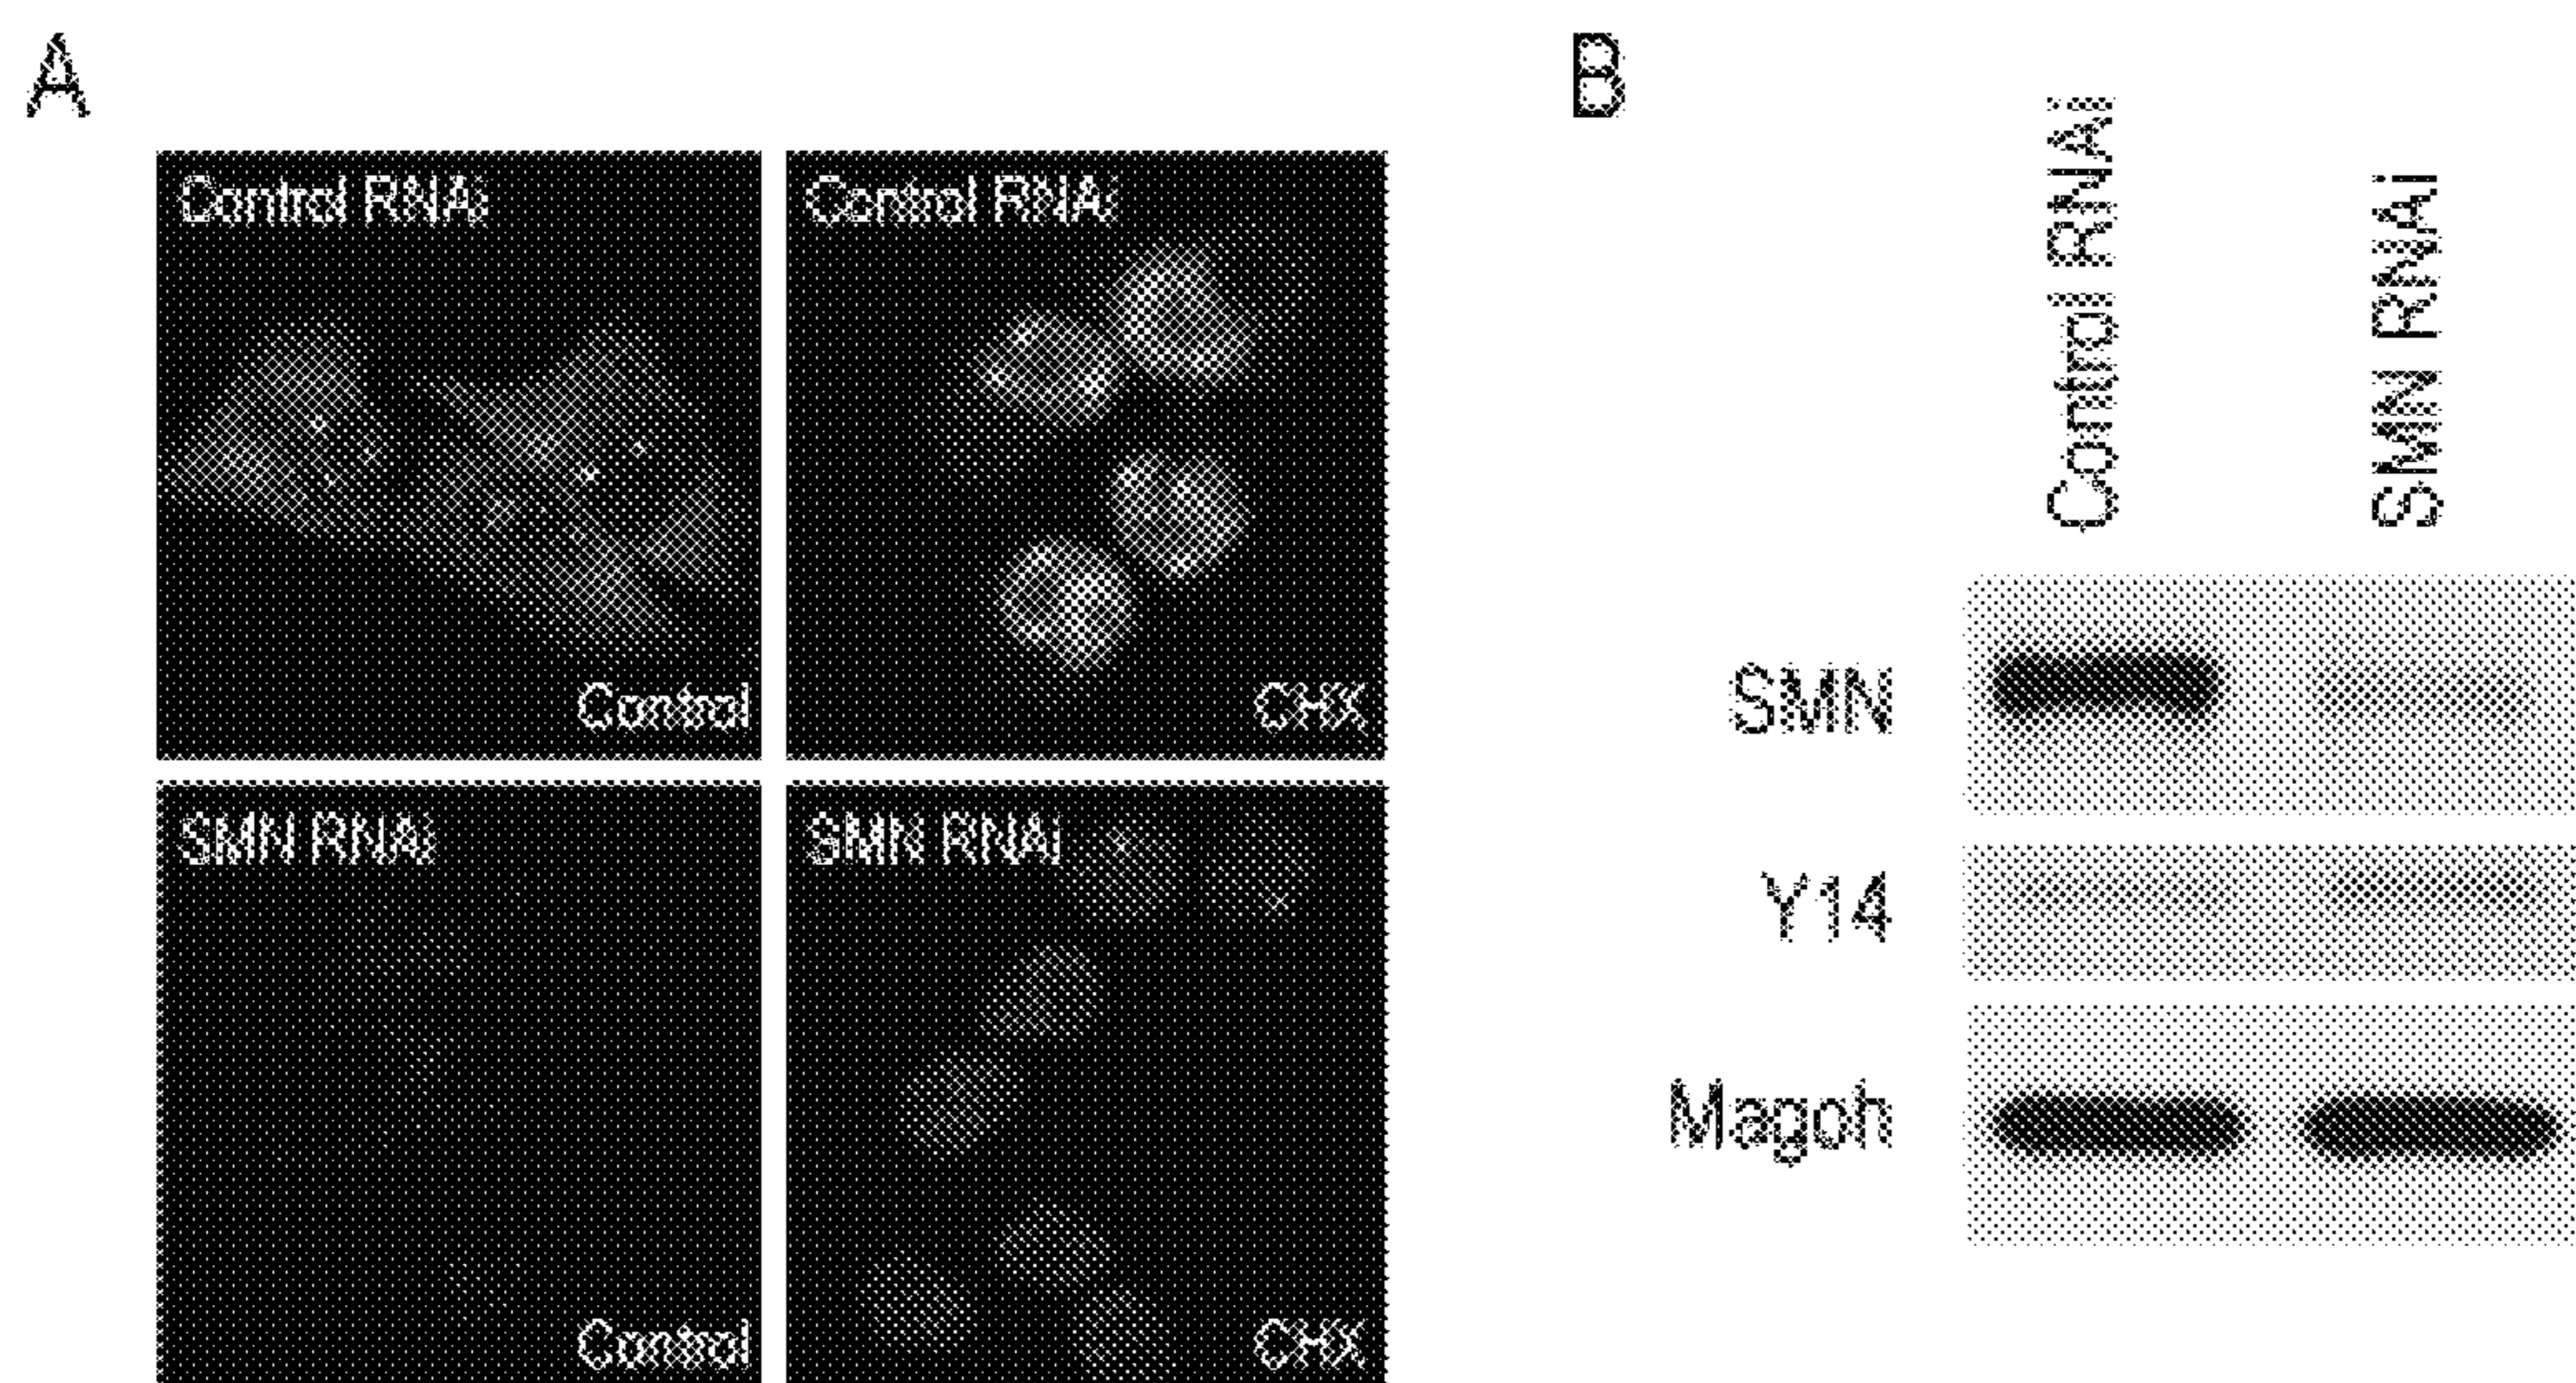 A
Control RNAi
Control
Control RNAi
CHX
SMN RNAi
Control
SMN RNAi
CHX
B
Control RNAi
SMN RNAi
SMN
Y14
Magoh